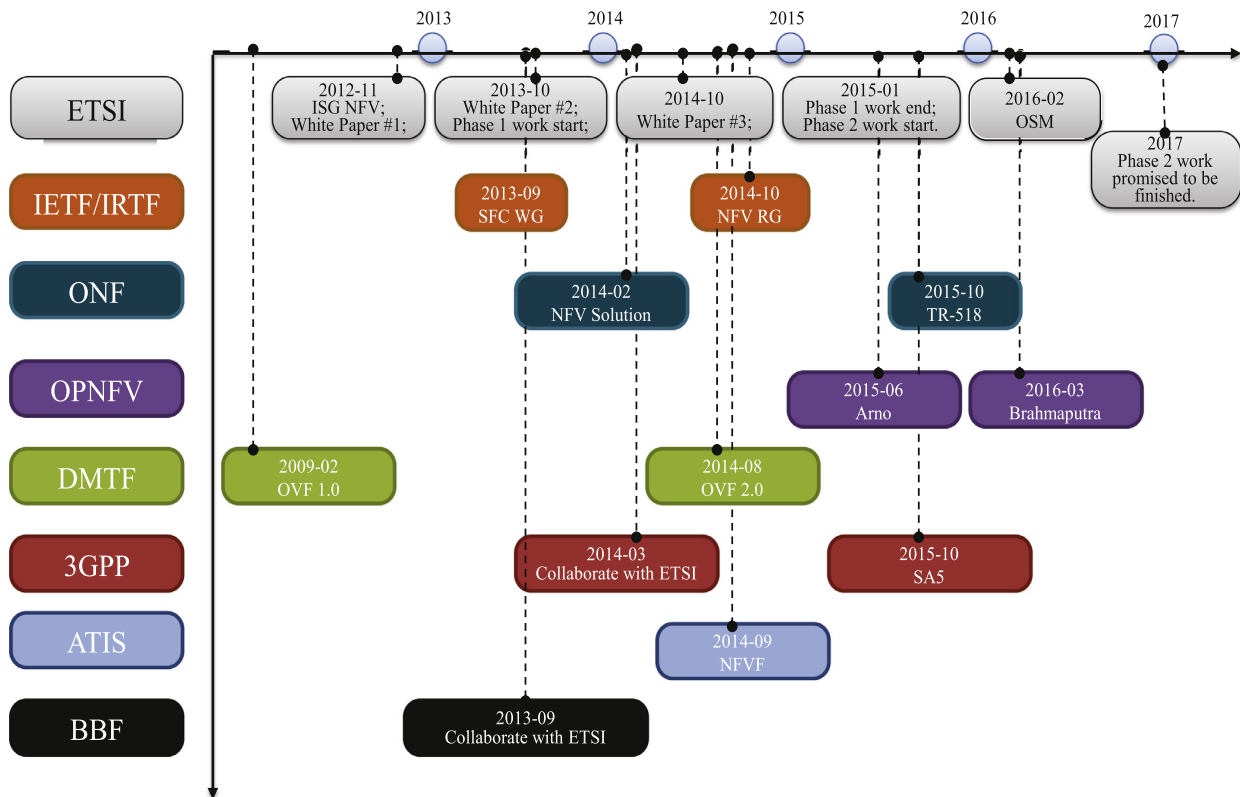 2013
2014
2015
2016
2017
ETSI
2012-11
ISG NFV;
White Paper #1;
2013-10
White Paper #2;
Phase 1 work start;
2014-10
White Paper #3;
2015-01
Phase 1 work end;
Phase 2 work start.
2016-02
OSM
2017
Phase 2 work
promised to be
finished.
IETF/IRTF
2013-09
SFC WG
2014-10
NFV RG
ONF
2014-02
NFV Solution
2015-10
TR-518
OPNFV
2015-06
Arno
2016-03
Brahmaputra
DMTF
2009-02
OVF 1.0
2014-08
OVF 2.0
3GPP
2014-03
Collaborate with ETSI
2015-10
SA5
ATIS
2014-09
NFVF
BBF
2013-09
Collaborate with ETSI